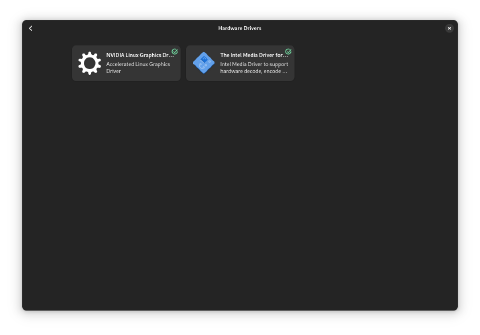 Hardware Drivers
NVIDIA Linux Graphics Dr...
Accelerated Linux Graphics
Driver
The Intel Media Driver for...
Intel Media Driver to support
hardware decode, encode ...